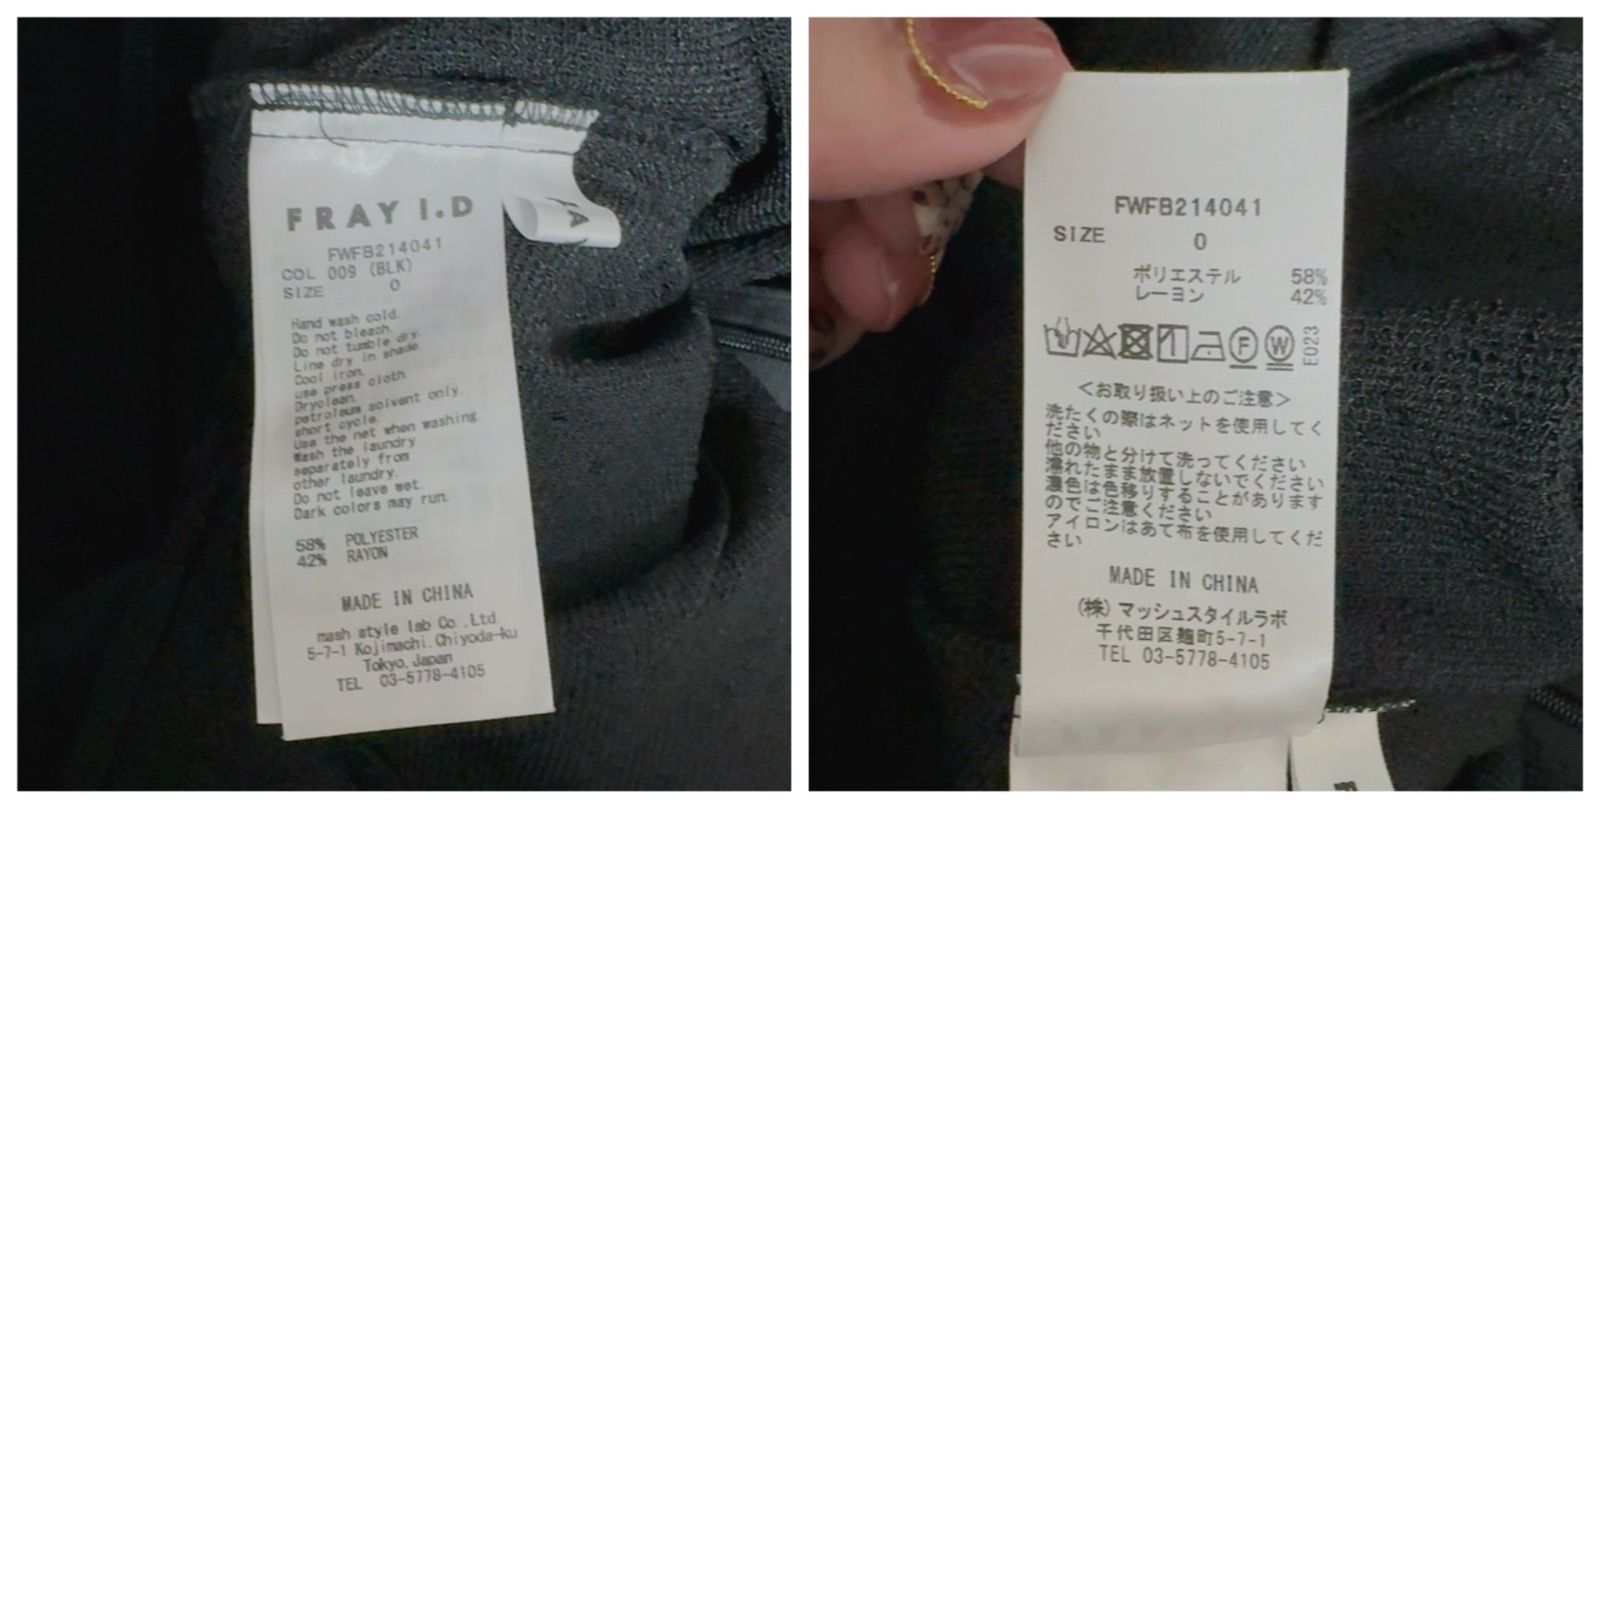 FRAY I.D
FWFB214041
COL 009 (BLK)
SIZE 0
Hand wash cold.
Do not bleach.
Do not tumble dry
Line dry in shade
Cool iron,
use press cloth.
Dryclean.
petroleum solvent only.
short cycle.
Use the net when washing.
Wash the laundry
separately from
other laundry.
Do not leave wet.
Dark colors may run.
58% POLYESTER
42% RAYON
MADE IN CHINA
mash style lab Co.,Ltd.
5-7-1 Kojimachi, Chiyoda-ku
Tokyo, Japan
TEL 03-5778-4105
FWFB214041
SIZE 0
ポリエステル 58%
レーヨン 42%
F W E023
<お取り扱い上のご注意>
洗たくの際はネットを使用してく
ださい
他の物と分けて洗ってください
濡れたまま放置しないでください
濃色は色移りすることがあります
のでご注意ください
アイロンはあて布を使用してくだ
さい
MADE IN CHINA
(株)マッシュスタイルラボ
千代田区麹町5-7-1
TEL 03-5778-4105